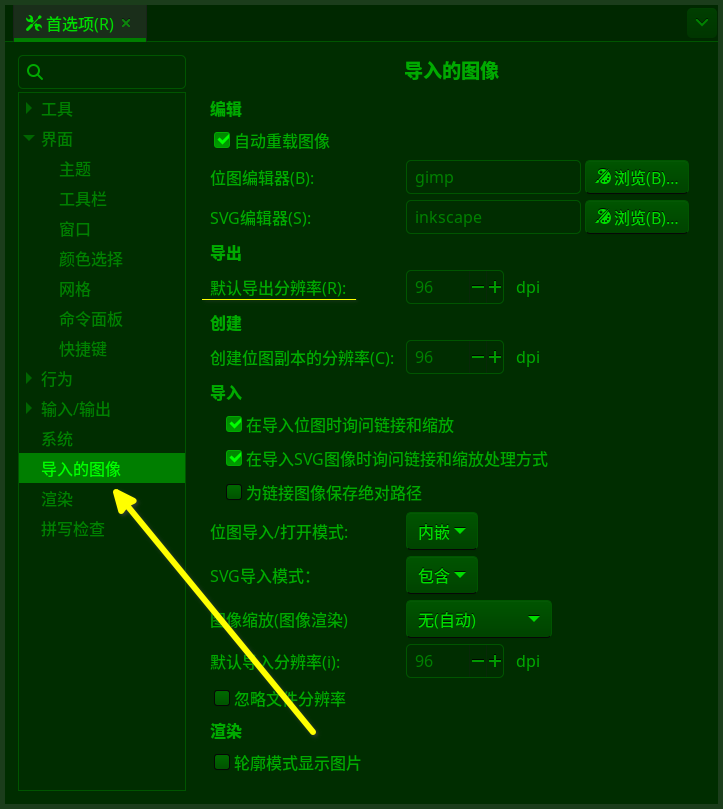 首选项(R) ×
导入的图像
工具
界面
主题
工具栏
窗口
颜色选择
网格
命令面板
快捷键
行为
输入/输出
系统
导入的图像
渲染
拼写检查
编辑
自动重载图像
位图编辑器(B): gimp 浏览(B)...
SVG编辑器(S): inkscape 浏览(B)...
导出
默认导出分辨率(R): 96 dpi
创建
创建位图副本的分辨率(C): 96 dpi
导入
在导入位图时询问链接和缩放
在导入SVG图像时询问链接和缩放处理方式
为链接图像保存绝对路径
位图导入/打开模式: 内嵌
SVG导入模式： 包含
图像缩放(图像渲染) 无(自动)
默认导入分辨率(i): 96 dpi
忽略文件分辨率
渲染
轮廓模式显示图片